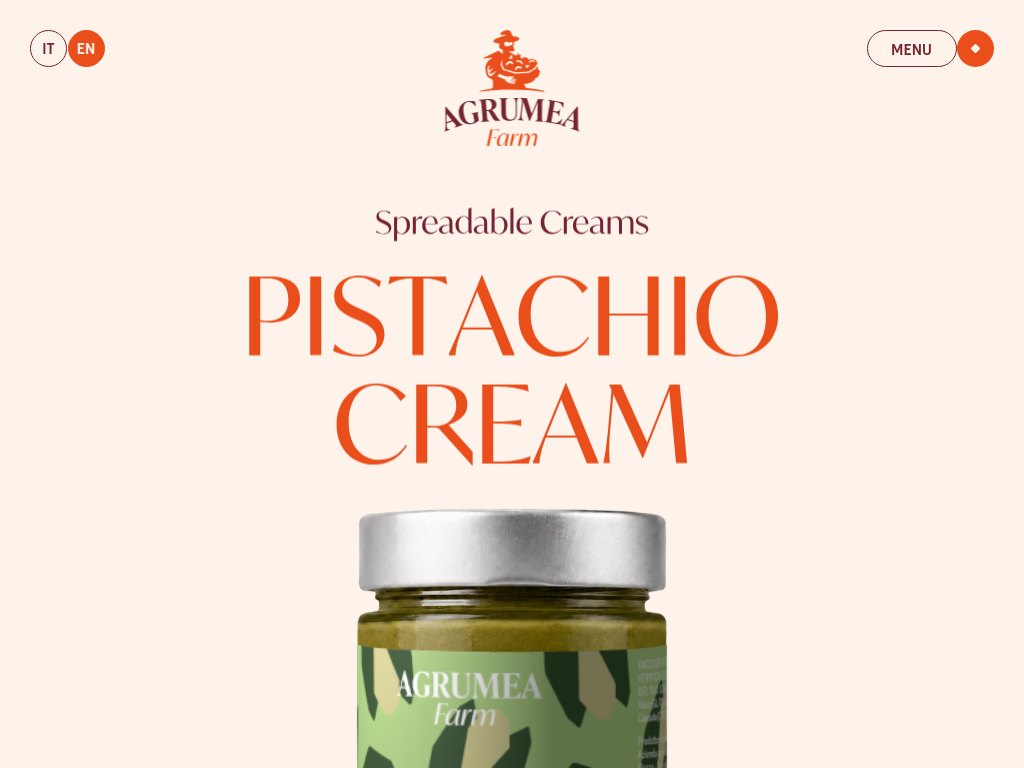 IT
EN
MENU
AGRUMEA
Farm
Spreadable Creams
PISTACHIO
CREAM
AGRUMEA
Farm